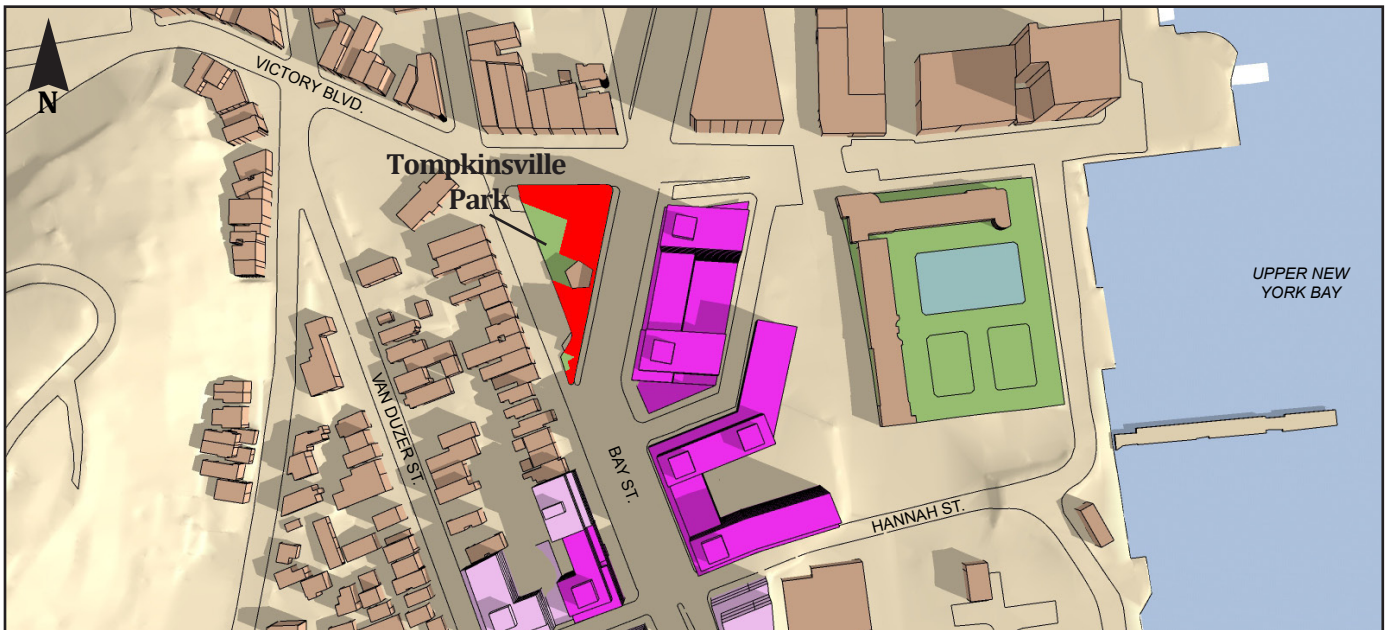 N
VICTORY BLVD.
Tompkinsville
Park
UPPER NEW
YORK BAY
VAN DUZER ST.
BAY ST.
HANNAH ST.